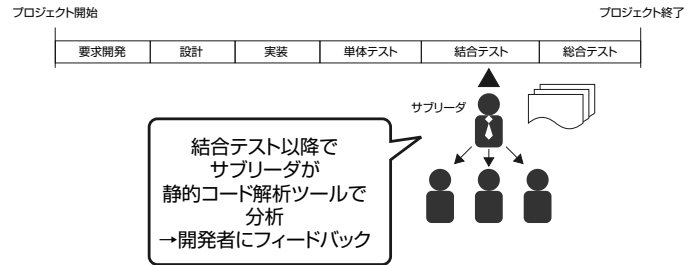 プロジェクト開始
プロジェクト終了
要求開発
設計
実装
単体テスト
結合テスト
総合テスト
サブリーダ
結合テスト以降で
サブリーダが
静的コード解析ツールで
分析
→開発者にフィードバック